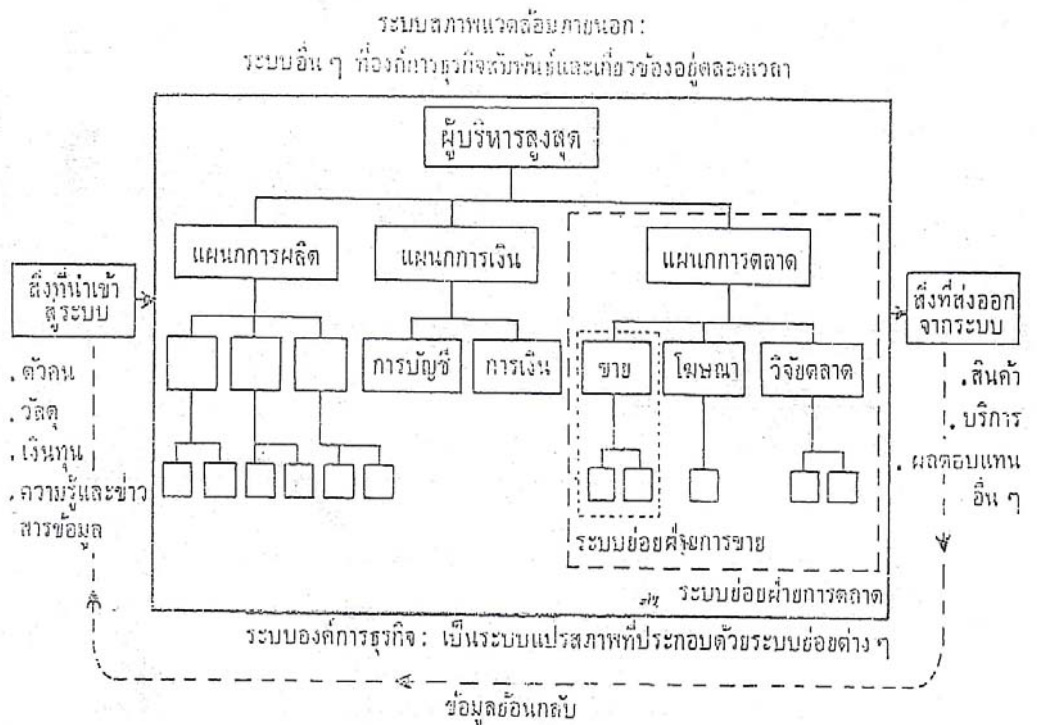 ระบบสภาพแวดล้อมภายนอก :
ระบบอื่น ๆ ที่องค์การธุรกิจสัมพันธ์และเกี่ยวข้องอยู่ตลอดเวลา
ผู้บริหารสูงสุด
แผนกการผลิต
แผนกการเงิน
แผนกการตลาด
สิ่งที่นำเข้า
สู่ระบบ
สิ่งที่ส่งออก
จากระบบ
การบัญชี
การเงิน
ขาย
โฆษณา
วิจัยตลาด
. ตัวคน
. วัสดุ
. เงินทุน
. ความรู้และข่าว
สารข้อมูล
. สินค้า
. บริการ
. ผลตอบแทน
อื่น ๆ
ระบบย่อยฝ่ายการขาย
ระบบย่อยฝ่ายการตลาด
ระบบองค์การธุรกิจ : เป็นระบบแปรสภาพที่ประกอบด้วยระบบย่อยต่าง ๆ
ข้อมูลย้อนกลับ